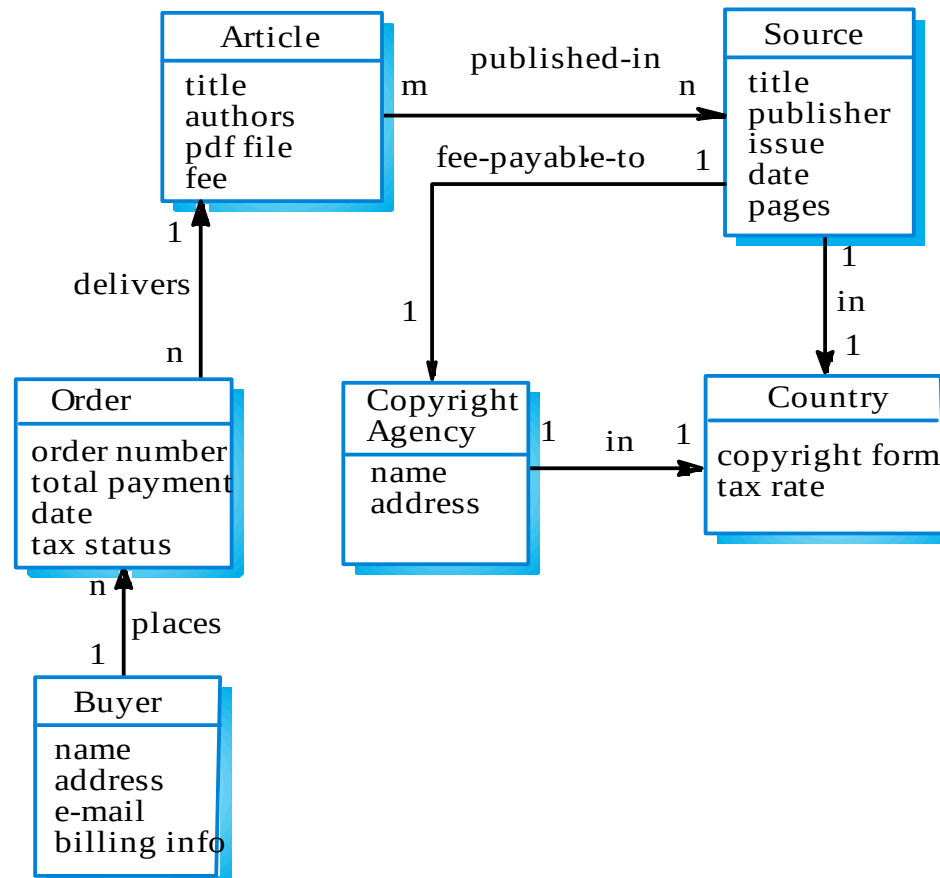 Article
title
authors
pdf file
fee
published-in
m
n
Source
title
publisher
issue
date
pages
fee-payable-to
1
1
1
delivers
n
1
in
1
Order
order number
total payment
date
tax status
Copyright
Agency
name
address
1
in
1
Country
copyright form
tax rate
n
places
1
Buyer
name
address
e-mail
billing info